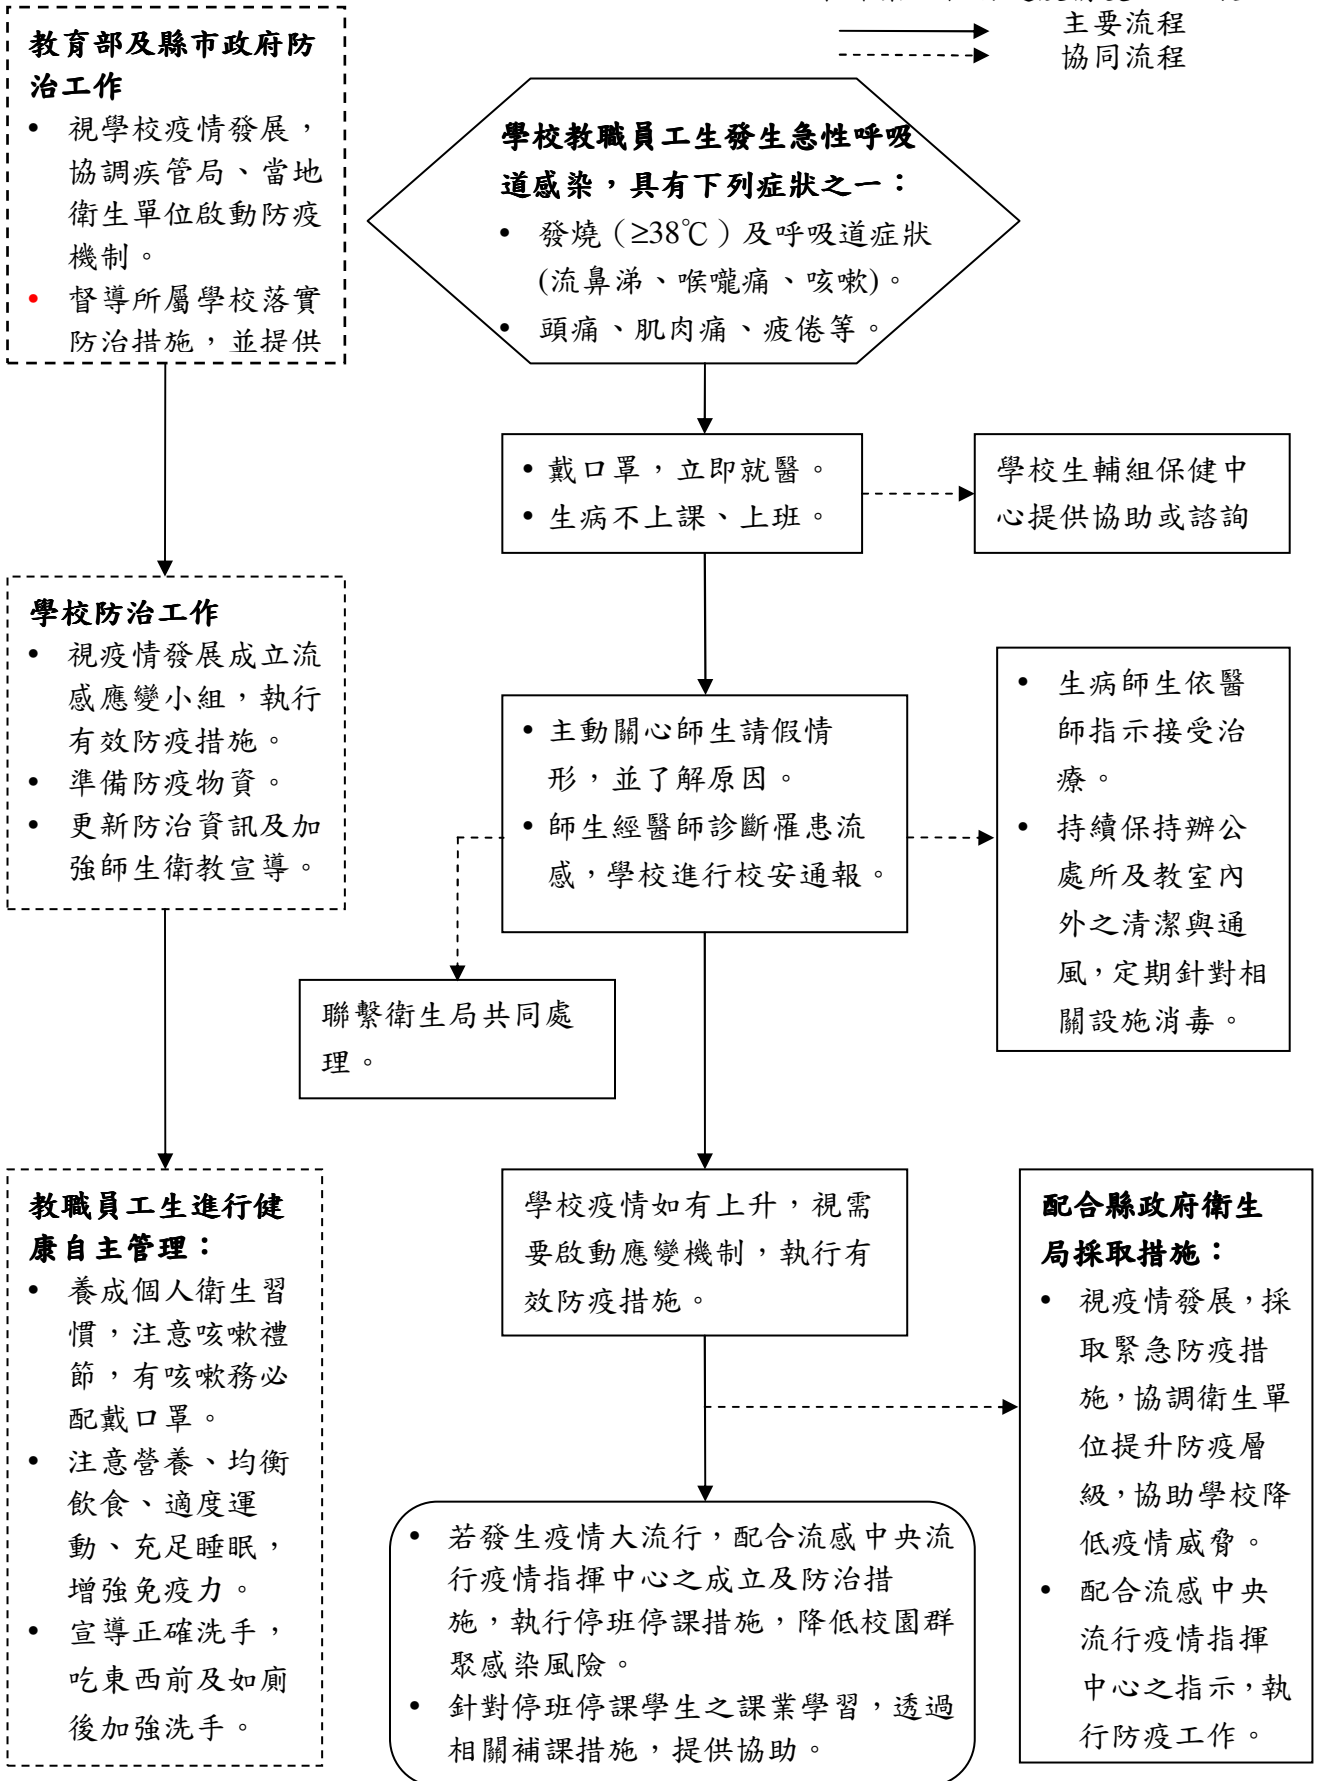 主要流程
協同流程
教育部及縣市政府防
治工作
• 視學校疫情發展，
協調疾管局、當地
衛生單位啟動防疫
機制。
• 督導所屬學校落實
防治措施，並提供
學校教職員工生發生急性呼吸
道感染，具有下列症狀之一：
• 發燒（≥38℃）及呼吸道症狀
(流鼻涕、喉嚨痛、咳嗽)。
• 頭痛、肌肉痛、疲倦等。
• 戴口罩，立即就醫。
• 生病不上課、上班。
學校生輔組保健中
心提供協助或諮詢
學校防治工作
• 視疫情發展成立流
感應變小組，執行
有效防疫措施。
• 準備防疫物資。
• 更新防治資訊及加
強師生衛教宣導。
• 主動關心師生請假情
形，並了解原因。
• 師生經醫師診斷罹患流
感，學校進行校安通報。
• 生病師生依醫
師指示接受治
療。
• 持續保持辦公
處所及教室內
外之清潔與通
風，定期針對相
關設施消毒。
聯繫衛生局共同處
理。
教職員工生進行健
康自主管理：
• 養成個人衛生習
慣，注意咳嗽禮
節，有咳嗽務必
配戴口罩。
• 注意營養、均衡
飲食、適度運
動、充足睡眠，
增強免疫力。
• 宣導正確洗手，
吃東西前及如廁
後加強洗手。
學校疫情如有上升，視需
要啟動應變機制，執行有
效防疫措施。
配合縣政府衛生
局採取措施：
• 視疫情發展，採
取緊急防疫措
施，協調衛生單
位提升防疫層
級，協助學校降
低疫情威脅。
• 配合流感中央
流行疫情指揮
中心之指示，執
行防疫工作。
• 若發生疫情大流行，配合流感中央流
行疫情指揮中心之成立及防治措
施，執行停班停課措施，降低校園群
聚感染風險。
• 針對停班停課學生之課業學習，透過
相關補課措施，提供協助。